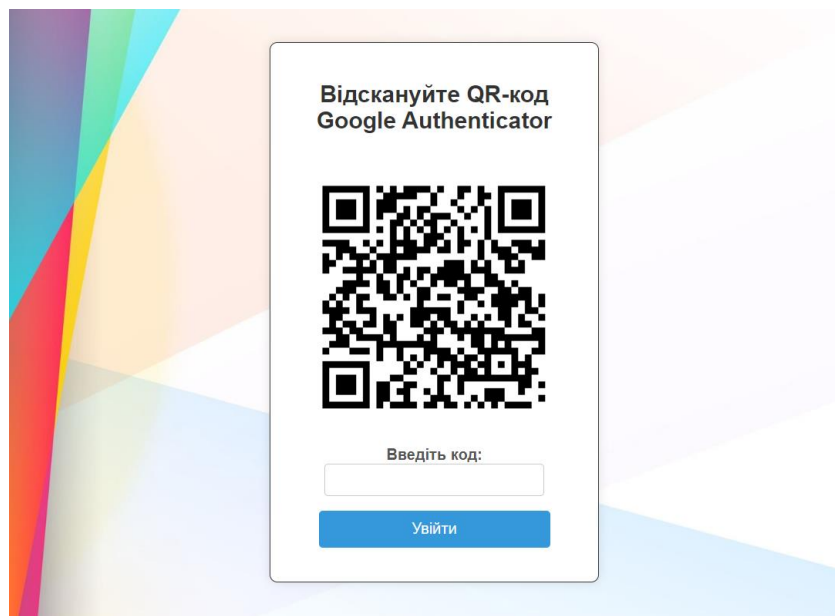 Відскануйте QR-код
Google Authenticator
Введіть код:
Увійти